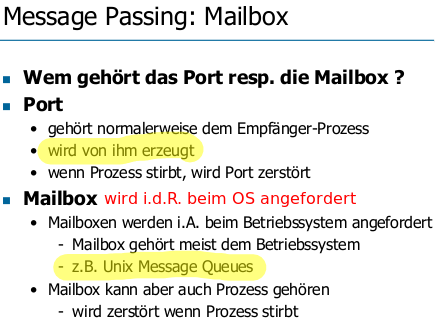 Message Passing: Mailbox
Wem gehört das Port resp. die Mailbox ?
Port
gehört normalerweise dem Empfänger-Prozess
wird von ihm erzeugt
wenn Prozess stirbt, wird Port zerstört
Mailbox wird i.d.R. beim OS angefordert
Mailboxen werden i.A. beim Betriebssystem angefordert
- Mailbox gehört meist dem Betriebssystem
- z.B. Unix Message Queues
Mailbox kann aber auch Prozess gehören
- wird zerstört wenn Prozess stirbt